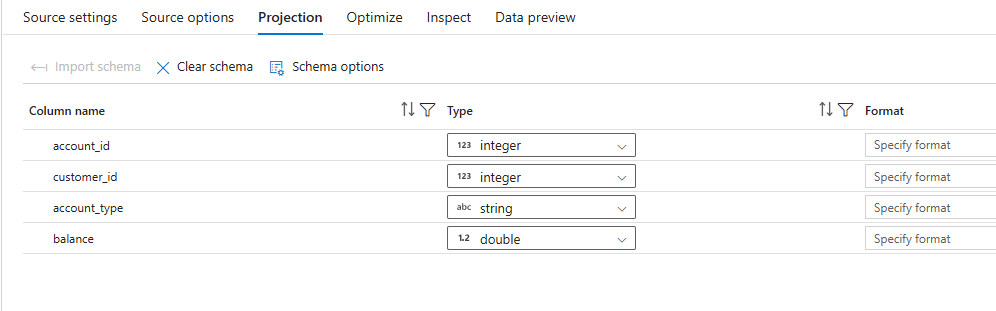 Source settings Source options Projection Optimize Inspect Data preview
Import schema Clear schema Schema options
Column name Type Format
account_id 123 integer Specify format
customer_id 123 integer Specify format
account_type abc string Specify format
balance 1.2 double Specify format